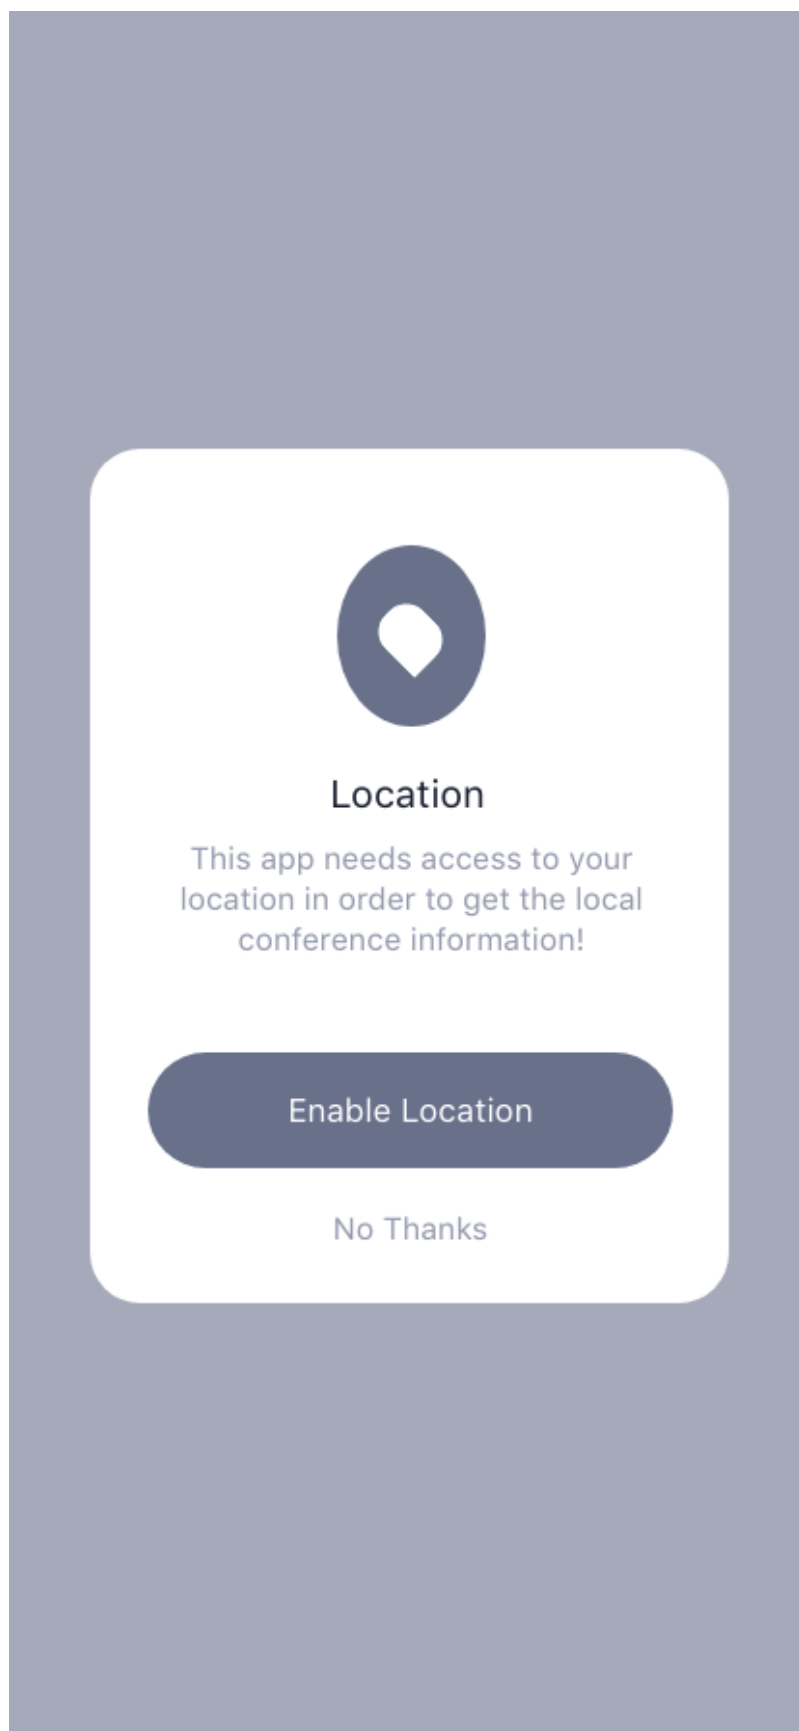 Location
This app needs access to your
location in order to get the local
conference information!
Enable Location
No Thanks